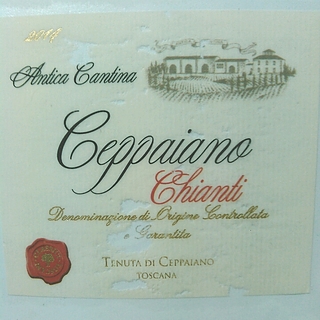 Antica Cantina
Ceppaiano
Chianti
Denominazione di Origine Controllata
e Garantita
TENUTA DI CEPPAIANO
TOSCANA